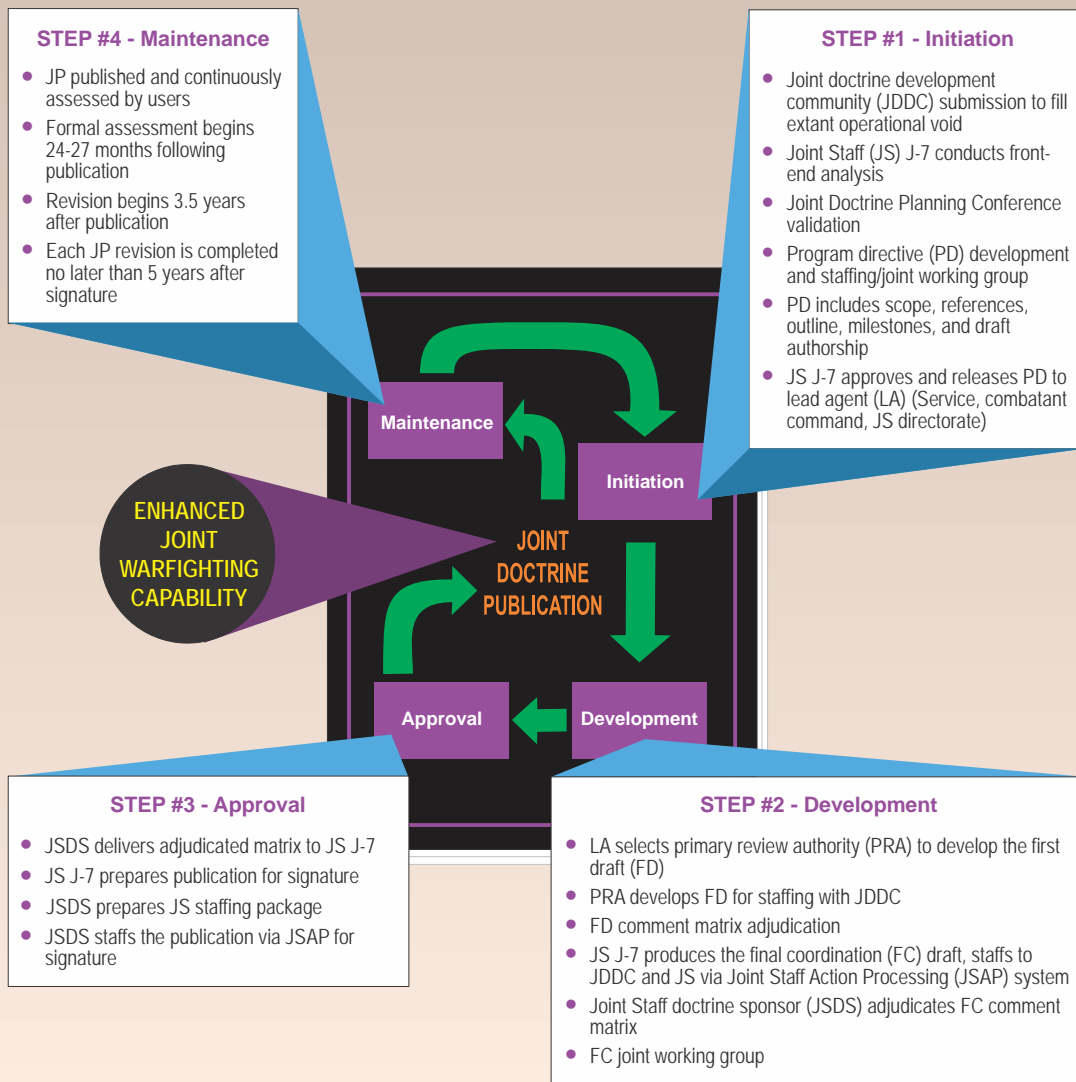 STEP #4 - Maintenance
• JP published and continuously
assessed by users
• Formal assessment begins
24-27 months following
publication
• Revision begins 3.5 years
after publication
• Each JP revision is completed
no later than 5 years after
signature
STEP #1 - Initiation
• Joint doctrine development
community (JDDC) submission to fill
extant operational void
• Joint Staff (JS) J-7 conducts front-
end analysis
• Joint Doctrine Planning Conference
validation
• Program directive (PD) development
and staffing/joint working group
• PD includes scope, references,
outline, milestones, and draft
authorship
• JS J-7 approves and releases PD to
lead agent (LA) (Service, combatant
command, JS directorate)
Maintenance
Initiation
ENHANCED
JOINT
WARFIGHTING
CAPABILITY
JOINT
DOCTRINE
PUBLICATION
Approval
Development
STEP #3 - Approval
• JSDS delivers adjudicated matrix to JS J-7
• JS J-7 prepares publication for signature
• JSDS prepares JS staffing package
• JSDS staffs the publication via JSAP for
signature
STEP #2 - Development
• LA selects primary review authority (PRA) to develop the first
draft (FD)
• PRA develops FD for staffing with JDDC
• FD comment matrix adjudication
• JS J-7 produces the final coordination (FC) draft, staffs to
JDDC and JS via Joint Staff Action Processing (JSAP) system
• Joint Staff doctrine sponsor (JSDS) adjudicates FC comment
matrix
• FC joint working group